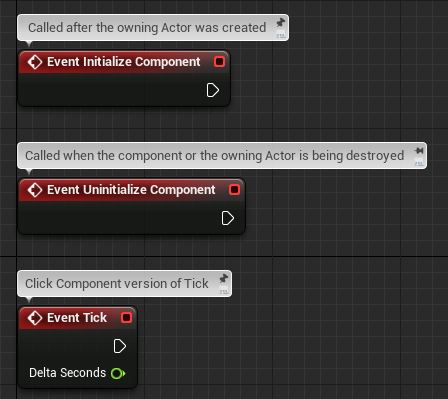 Called after the owning Actor was created
Event Initialize Component
Called when the component or the owning Actor is being destroyed
Event Uninitialize Component
Click Component version of Tick
Event Tick
Delta Seconds